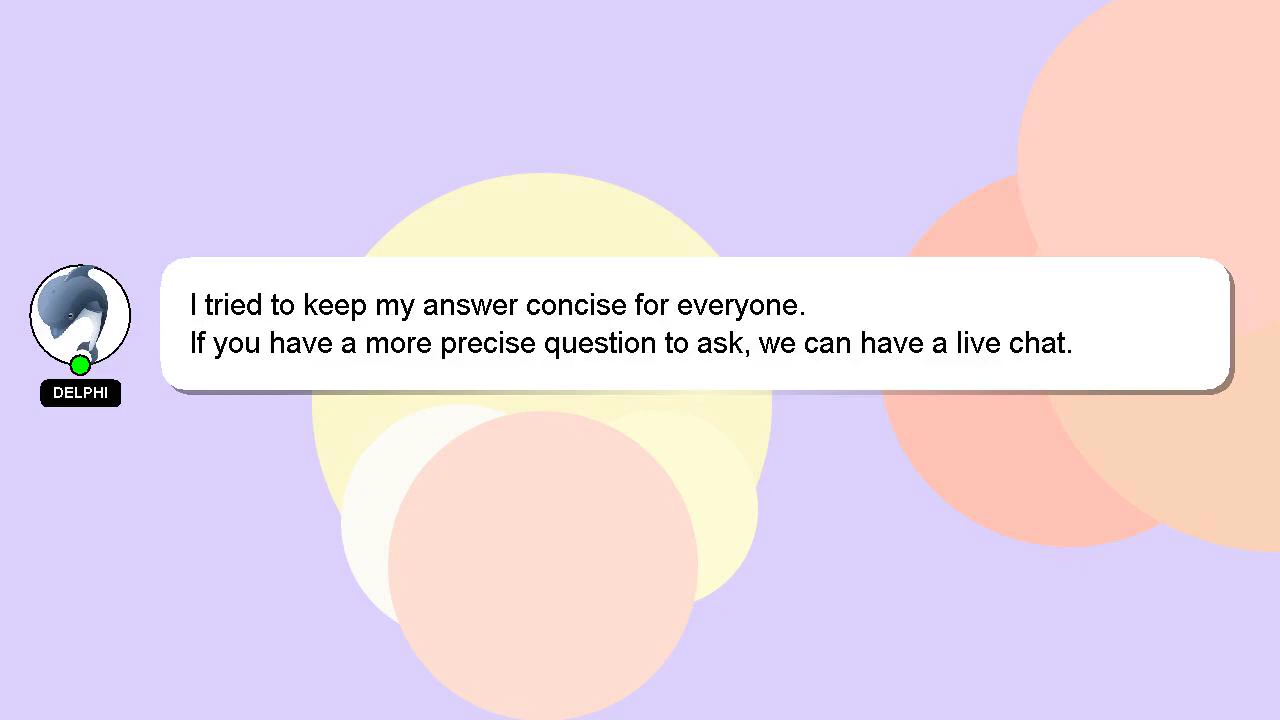 I tried to keep my answer concise for everyone.
If you have a more precise question to ask, we can have a live chat.
DELPHI